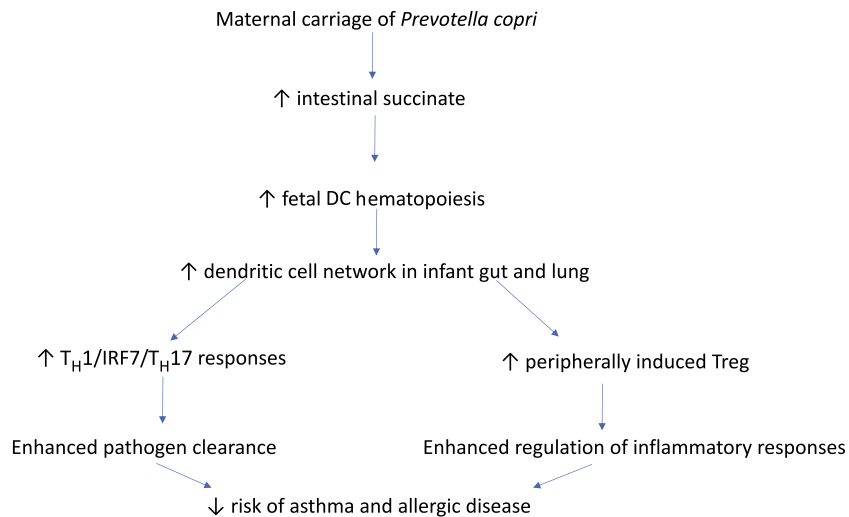 Maternal carriage of Prevotella copri
↑ intestinal succinate
↑ fetal DC hematopoiesis
↑ dendritic cell network in infant gut and lung
↑ TH1/IRF7/TH17 responses
↑ peripherally induced Treg
Enhanced pathogen clearance
Enhanced regulation of inflammatory responses
↓ risk of asthma and allergic disease